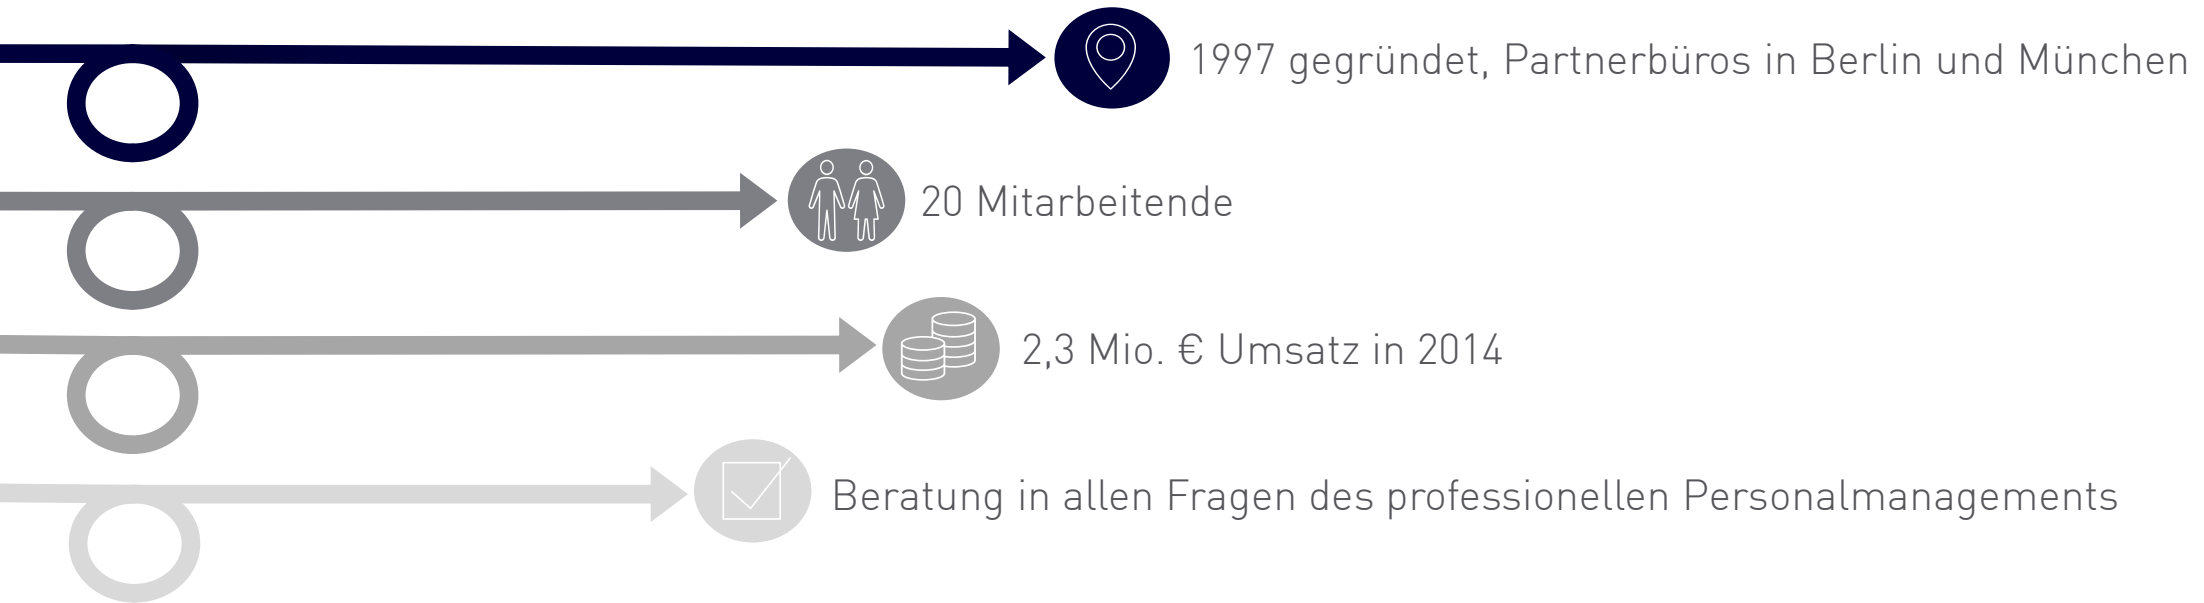 1997 gegründet, Partnerbüros in Berlin und München
20 Mitarbeitende
2,3 Mio. € Umsatz in 2014
Beratung in allen Fragen des professionellen Personalmanagements